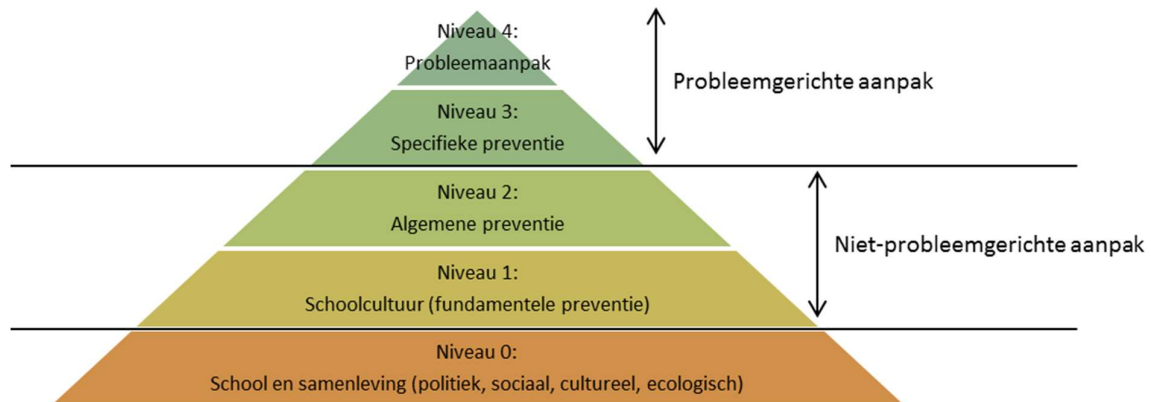 Niveau 4:
Probleemaanpak
Probleemgerichte aanpak
Niveau 3:
Specifieke preventie
Niveau 2:
Algemene preventie
Niet-probleemgerichte aanpak
Niveau 1:
Schoolcultuur (fundamentele preventie)
Niveau 0:
School en samenleving (politiek, sociaal, cultureel, ecologisch)